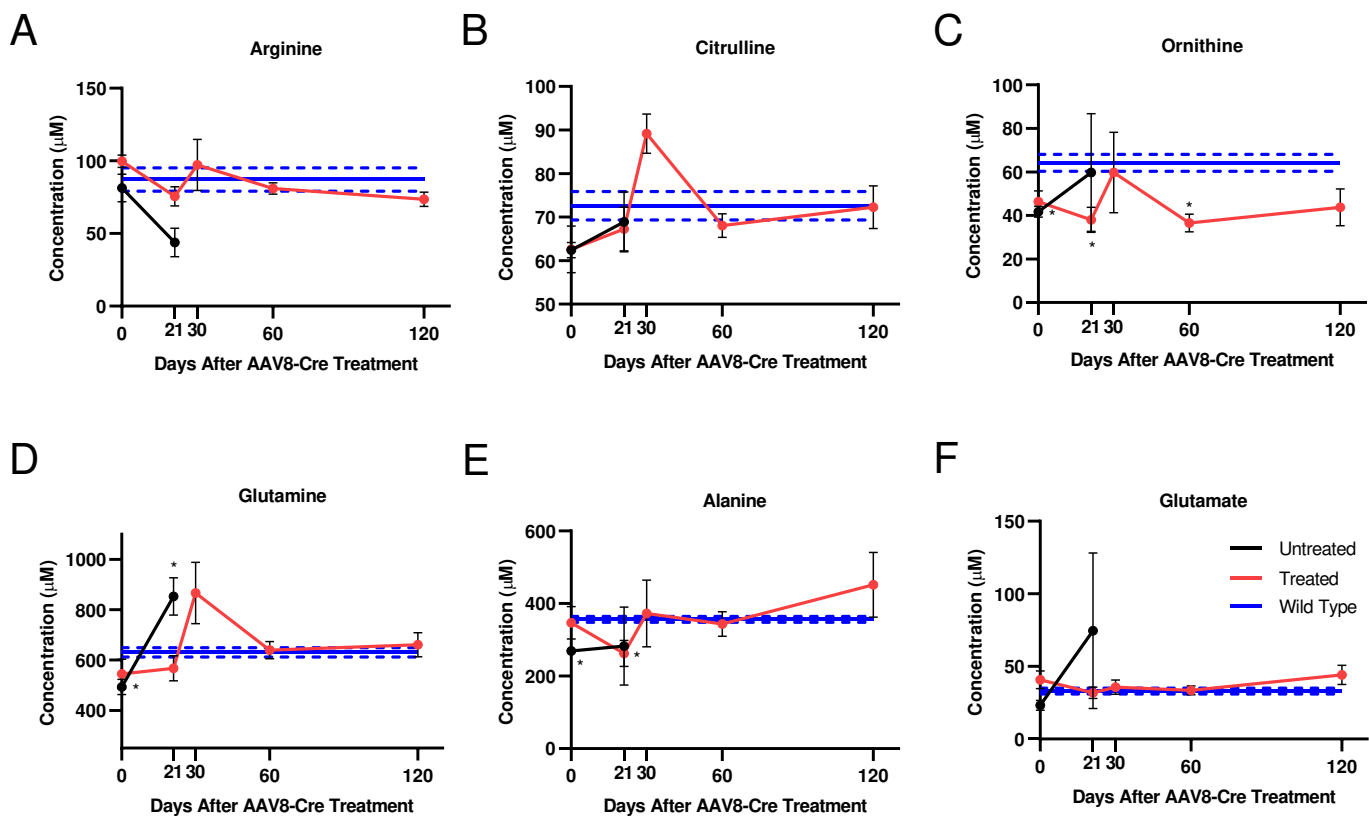 A
Arginine
Concentration (µM)
150
100
50
0
0 21 30 60 120
Days After AAV8-Cre Treatment
B
Citrulline
Concentration (µM)
100
90
80
70
60
50
0 21 30 60 120
Days After AAV8-Cre Treatment
C
Ornithine
Concentration (µM)
100
80
60
40
20
0
* * *
0 21 30 60 120
Days After AAV8-Cre Treatment
D
Glutamine
Concentration (µM)
1000
800
600
400
* *
0 21 30 60 120
Days After AAV8-Cre Treatment
E
Alanine
Concentration (µM)
600
400
200
0
* *
0 21 30 60 120
Days After AAV8-Cre Treatment
F
Glutamate
Concentration (µM)
150
100
50
0
Untreated
Treated
Wild Type
0 21 30 60 120
Days After AAV8-Cre Treatment